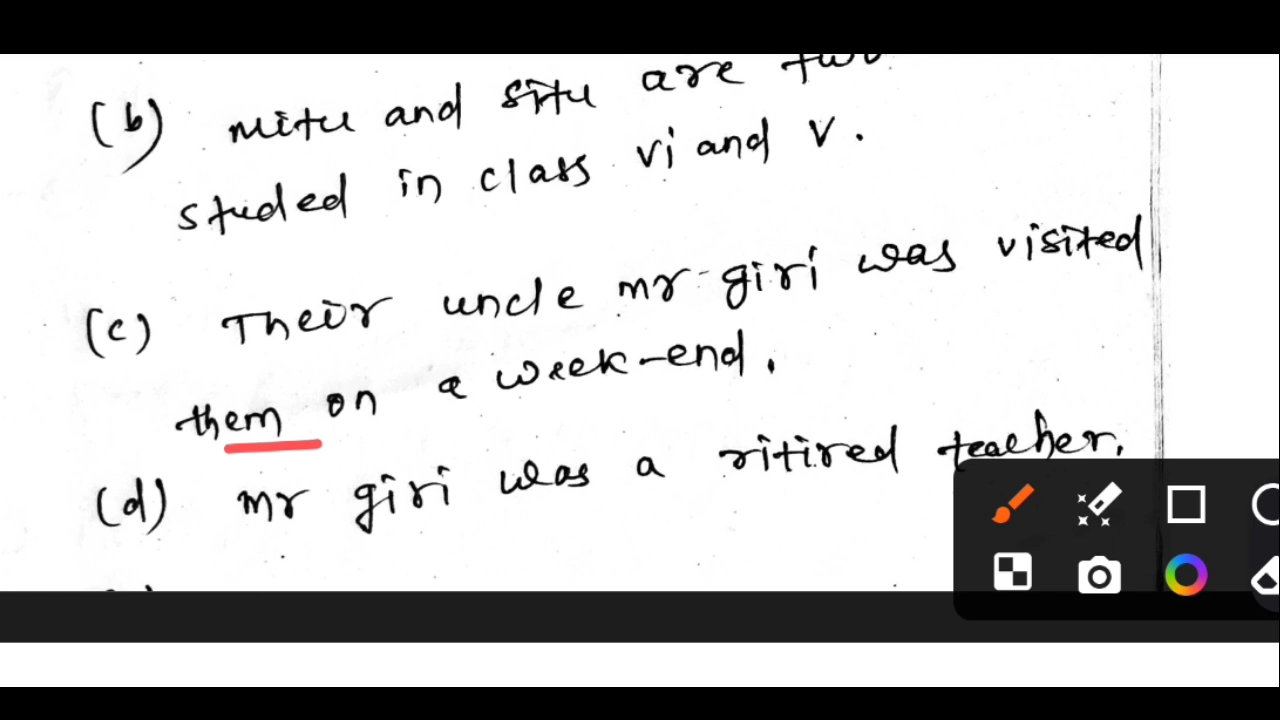 (b) mitu and situ are two
studed in class vi and v.
(c) Their uncle mr giri was visited
them on a week-end.
(d) mr giri was a ritired teacher.